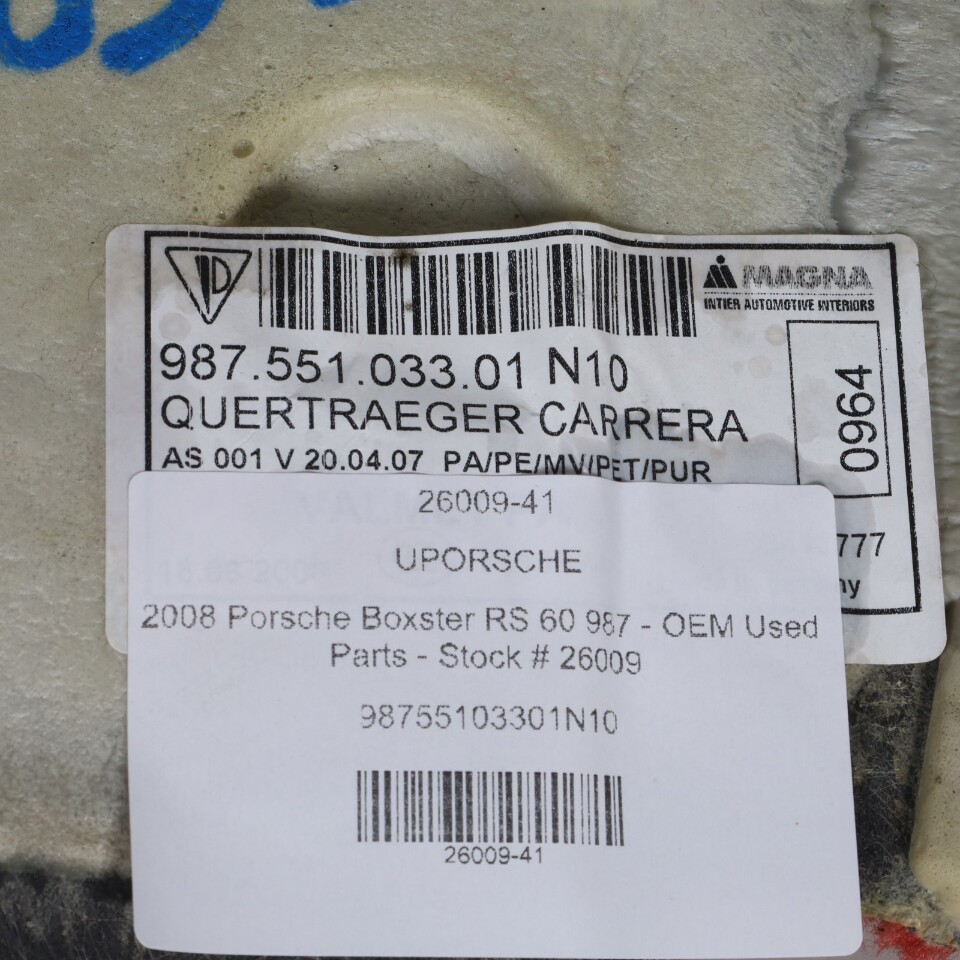 MAGNA
INTIER AUTOMOTIVE INTERIORS
987.551.033.01 N10
QUERTRAEGER CARRERA
0964
AS 001 V 20.04.07 PA/PE/MV/PET/PUR
777
26009-41
UPORSCHE
2008 Porsche Boxster RS 60 987 - OEM Used
Parts - Stock # 26009
98755103301N10
26009-41